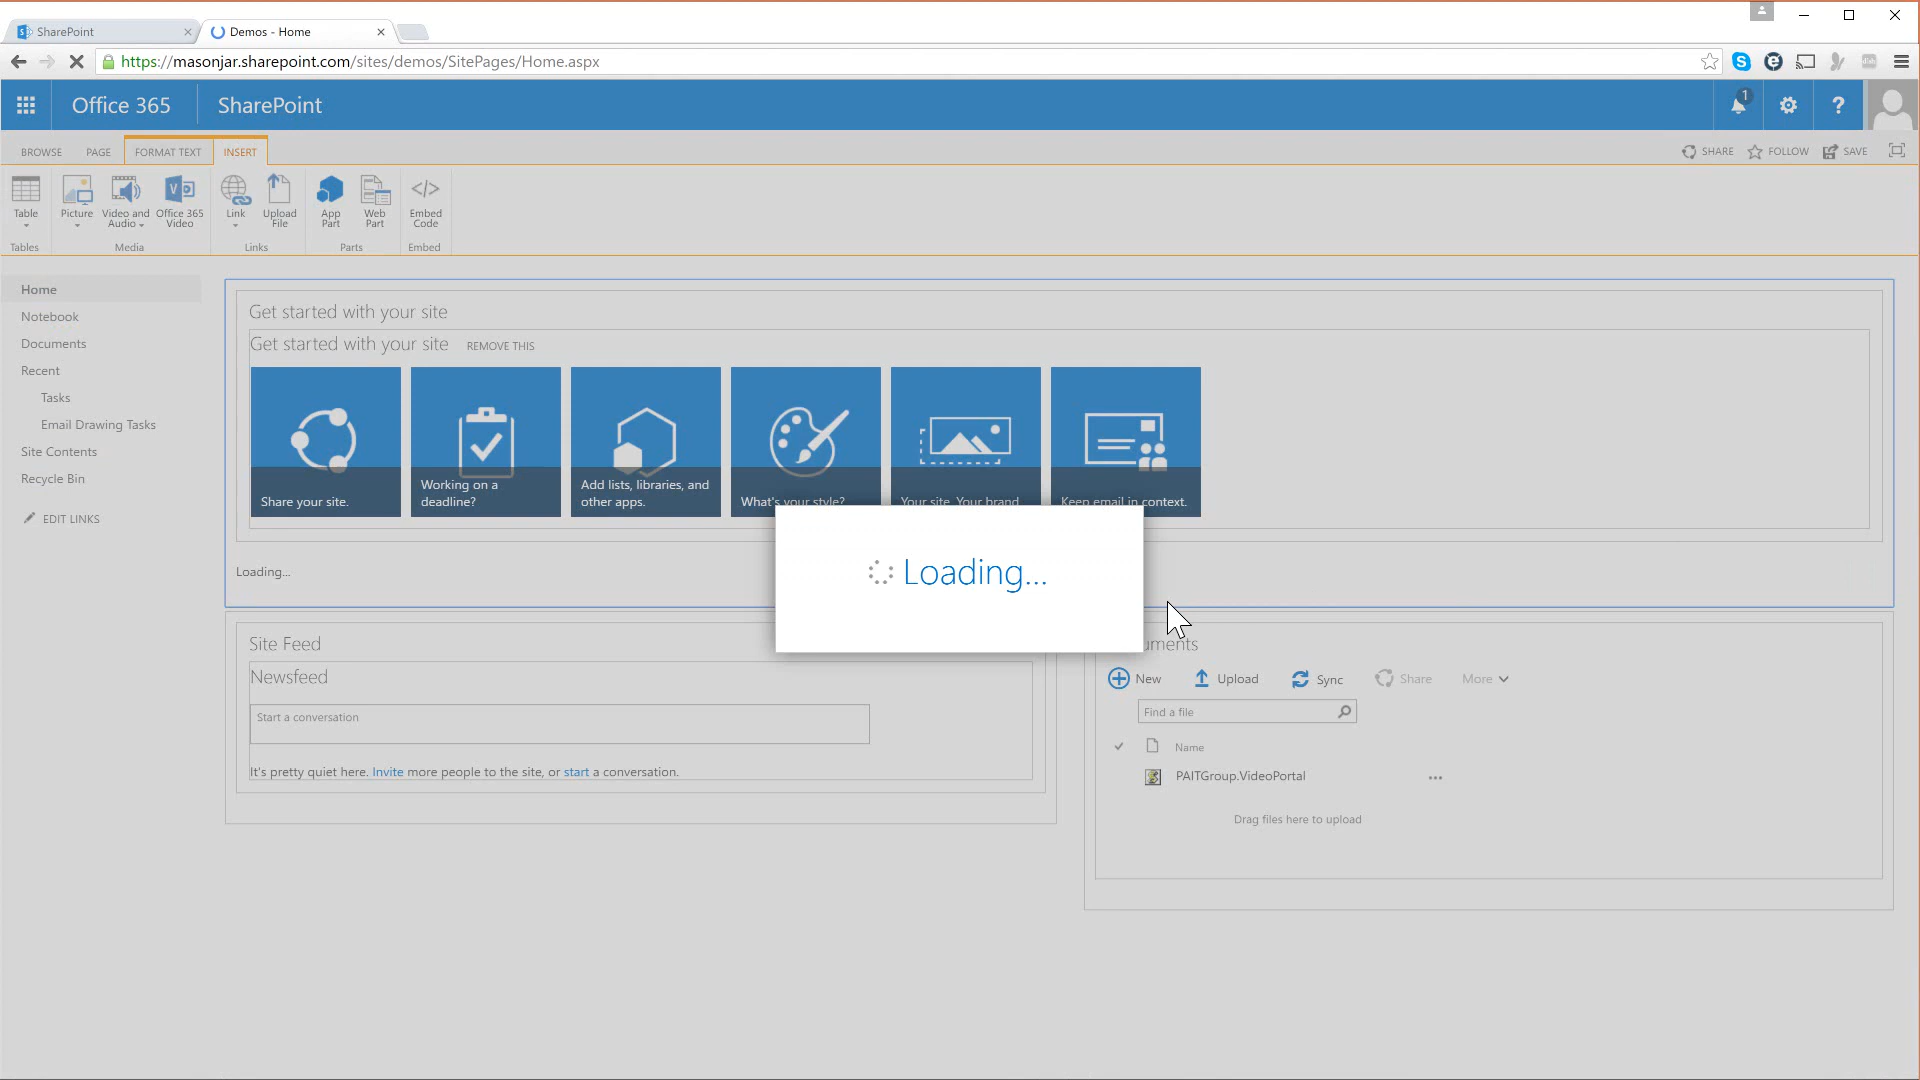 SharePoint
Demos - Home
https://masonjar.sharepoint.com/sites/demos/SitePages/Home.aspx
Office 365
SharePoint
1
?
BROWSE
PAGE
FORMAT TEXT
INSERT
SHARE
FOLLOW
SAVE
Table
Picture
Video and
Audio
Office 365
Video
Link
Upload
File
App
Part
Web
Part
Embed
Code
Tables
Media
Links
Parts
Embed
Home
Notebook
Documents
Recent
Tasks
Email Drawing Tasks
Site Contents
Recycle Bin
EDIT LINKS
Get started with your site
Get started with your site
REMOVE THIS
Share your site.
Working on a
deadline?
Add lists, libraries, and
other apps.
What's your style?
Your site. Your brand.
Keep email in context.
Loading...
Loading...
Site Feed
Newsfeed
Start a conversation
It's pretty quiet here. Invite more people to the site, or start a conversation.
uments
New
Upload
Sync
Share
More
Find a file
Name
PAITGroup.VideoPortal
...
Drag files here to upload